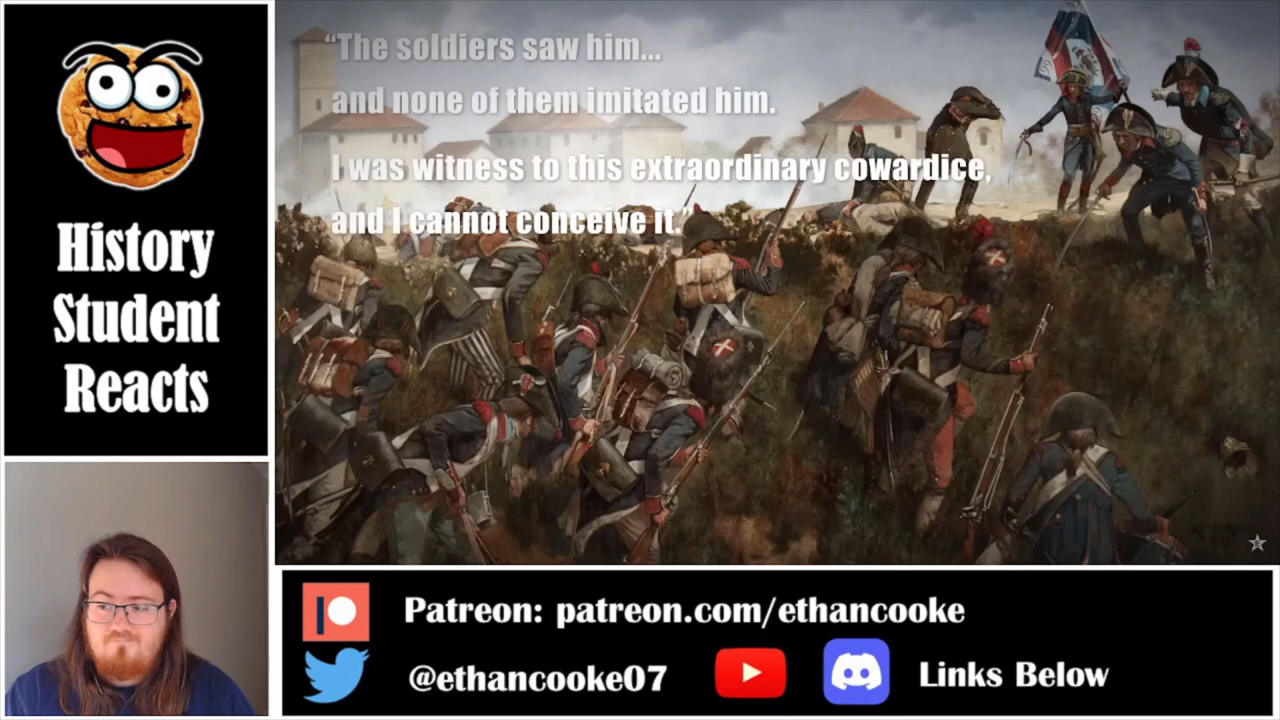 History
Student
Reacts
“The soldiers saw him...
and none of them imitated him.
I was witness to this extraordinary cowardice,
and I cannot conceive it.”
Patreon: patreon.com/ethancooke
@ethancooke07
Links Below